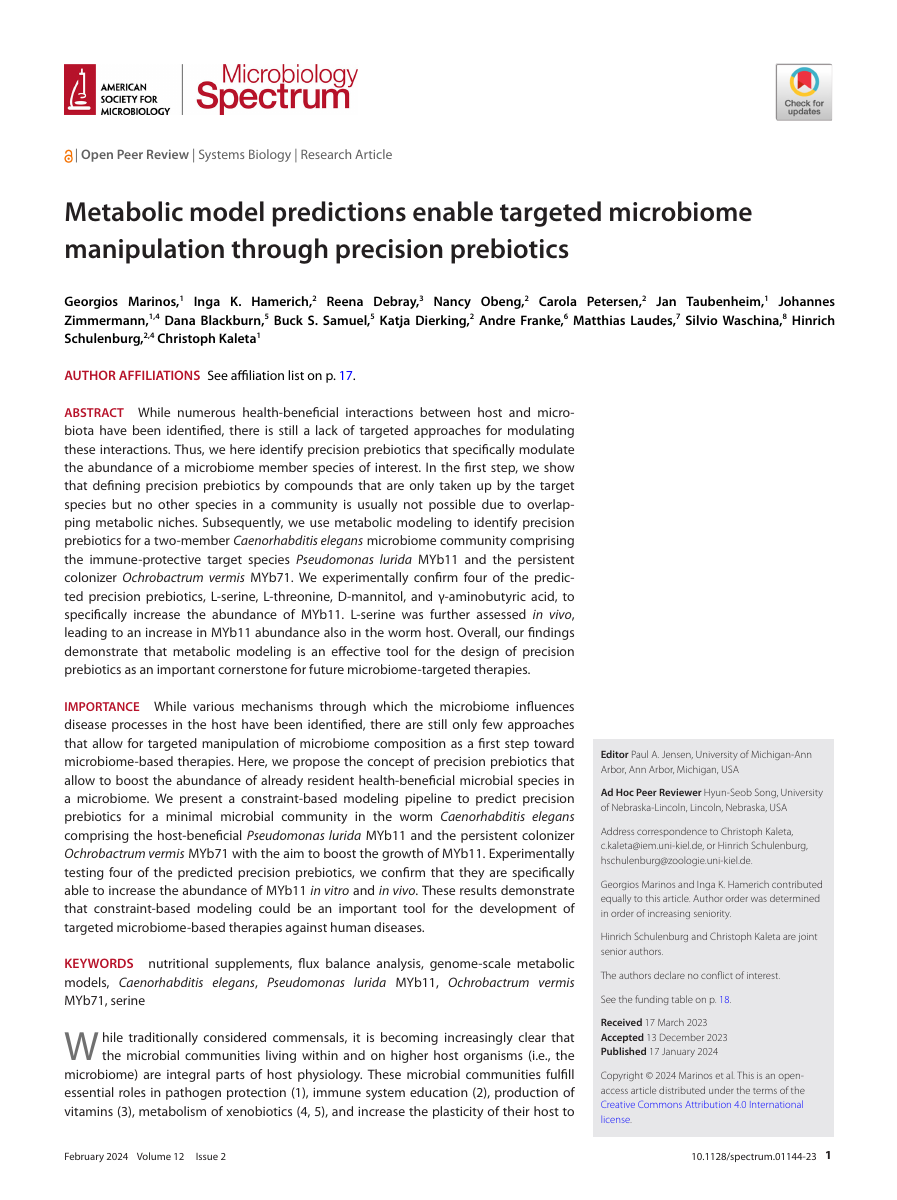 AMERICAN
SOCIETY FOR
MICROBIOLOGY
Microbiology
Spectrum
Check for
updates
| Open Peer Review | Systems Biology | Research Article
Metabolic model predictions enable targeted microbiome
manipulation through precision prebiotics
Georgios Marinos,1 Inga K. Hamerich,2 Reena Debray,3 Nancy Obeng,2 Carola Petersen,2 Jan Taubenheim,1 Johannes
Zimmermann,1,4 Dana Blackburn,5 Buck S. Samuel,5 Katja Dierking,2 Andre Franke,6 Matthias Laudes,7 Silvio Waschina,8 Hinrich
Schulenburg,2,4 Christoph Kaleta1
AUTHOR AFFILIATIONS See affiliation list on p. 17.
ABSTRACT While numerous health-beneficial interactions between host and micro-
biota have been identified, there is still a lack of targeted approaches for modulating
these interactions. Thus, we here identify precision prebiotics that specifically modulate
the abundance of a microbiome member species of interest. In the first step, we show
that defining precision prebiotics by compounds that are only taken up by the target
species but no other species in a community is usually not possible due to overlap-
ping metabolic niches. Subsequently, we use metabolic modeling to identify precision
prebiotics for a two-member Caenorhabditis elegans microbiome community comprising
the immune-protective target species Pseudomonas lurida MYb11 and the persistent
colonizer Ochrobactrum vermis MYb71. We experimentally confirm four of the predic-
ted precision prebiotics, L-serine, L-threonine, D-mannitol, and γ-aminobutyric acid, to
specifically increase the abundance of MYb11. L-serine was further assessed in vivo,
leading to an increase in MYb11 abundance also in the worm host. Overall, our findings
demonstrate that metabolic modeling is an effective tool for the design of precision
prebiotics as an important cornerstone for future microbiome-targeted therapies.
IMPORTANCE While various mechanisms through which the microbiome influences
disease processes in the host have been identified, there are still only few approaches
that allow for targeted manipulation of microbiome composition as a first step toward
microbiome-based therapies. Here, we propose the concept of precision prebiotics that
allow to boost the abundance of already resident health-beneficial microbial species in
a microbiome. We present a constraint-based modeling pipeline to predict precision
prebiotics for a minimal microbial community in the worm Caenorhabditis elegans
comprising the host-beneficial Pseudomonas lurida MYb11 and the persistent colonizer
Ochrobactrum vermis MYb71 with the aim to boost the growth of MYb11. Experimentally
testing four of the predicted precision prebiotics, we confirm that they are specifically
able to increase the abundance of MYb11 in vitro and in vivo. These results demonstrate
that constraint-based modeling could be an important tool for the development of
targeted microbiome-based therapies against human diseases.
KEYWORDS nutritional supplements, flux balance analysis, genome-scale metabolic
models, Caenorhabditis elegans, Pseudomonas lurida MYb11, Ochrobactrum vermis
MYb71, serine
While traditionally considered commensals, it is becoming increasingly clear that
the microbial communities living within and on higher host organisms (i.e., the
microbiome) are integral parts of host physiology. These microbial communities fulfill
essential roles in pathogen protection (1), immune system education (2), production of
vitamins (3), metabolism of xenobiotics (4, 5), and increase the plasticity of their host to
Editor Paul A. Jensen, University of Michigan-Ann
Arbor, Ann Arbor, Michigan, USA
Ad Hoc Peer Reviewer Hyun-Seob Song, University
of Nebraska-Lincoln, Lincoln, Nebraska, USA
Address correspondence to Christoph Kaleta,
c.kaleta@iem.uni-kiel.de, or Hinrich Schulenburg,
hschulenburg@zoologie.uni-kiel.de.
Georgios Marinos and Inga K. Hamerich contributed
equally to this article. Author order was determined
in order of increasing seniority.
Hinrich Schulenburg and Christoph Kaleta are joint
senior authors.
The authors declare no conflict of interest.
See the funding table on p. 18.
Received 17 March 2023
Accepted 13 December 2023
Published 17 January 2024
Copyright © 2024 Marinos et al. This is an open-
access article distributed under the terms of the
Creative Commons Attribution 4.0 International
license.
February 2024 Volume 12 Issue 2
10.1128/spectrum.01144-23 1